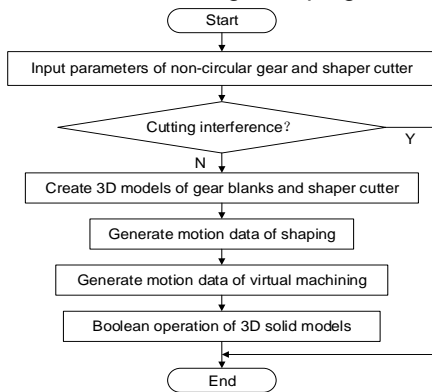 Start
Input parameters of non-circular gear and shaper cutter
Cutting interference?
Y
N
Create 3D models of gear blanks and shaper cutter
Generate motion data of shaping
Generate motion data of virtual machining
Boolean operation of 3D solid models
End